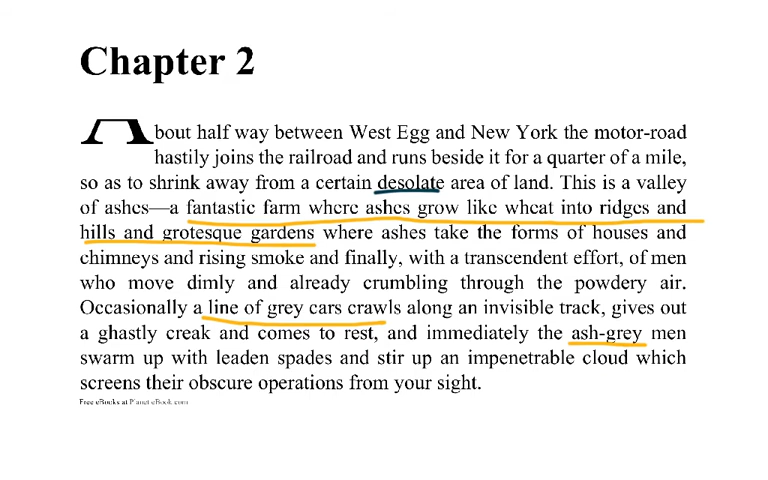 Chapter 2
About half way between West Egg and New York the motor-road
hastily joins the railroad and runs beside it for a quarter of a mile,
so as to shrink away from a certain desolate area of land. This is a valley
of ashes—a fantastic farm where ashes grow like wheat into ridges and
hills and grotesque gardens where ashes take the forms of houses and
chimneys and rising smoke and finally, with a transcendent effort, of men
who move dimly and already crumbling through the powdery air.
Occasionally a line of grey cars crawls along an invisible track, gives out
a ghastly creak and comes to rest, and immediately the ash-grey men
swarm up with leaden spades and stir up an impenetrable cloud which
screens their obscure operations from your sight.
Free eBooks at Planet eBook.com